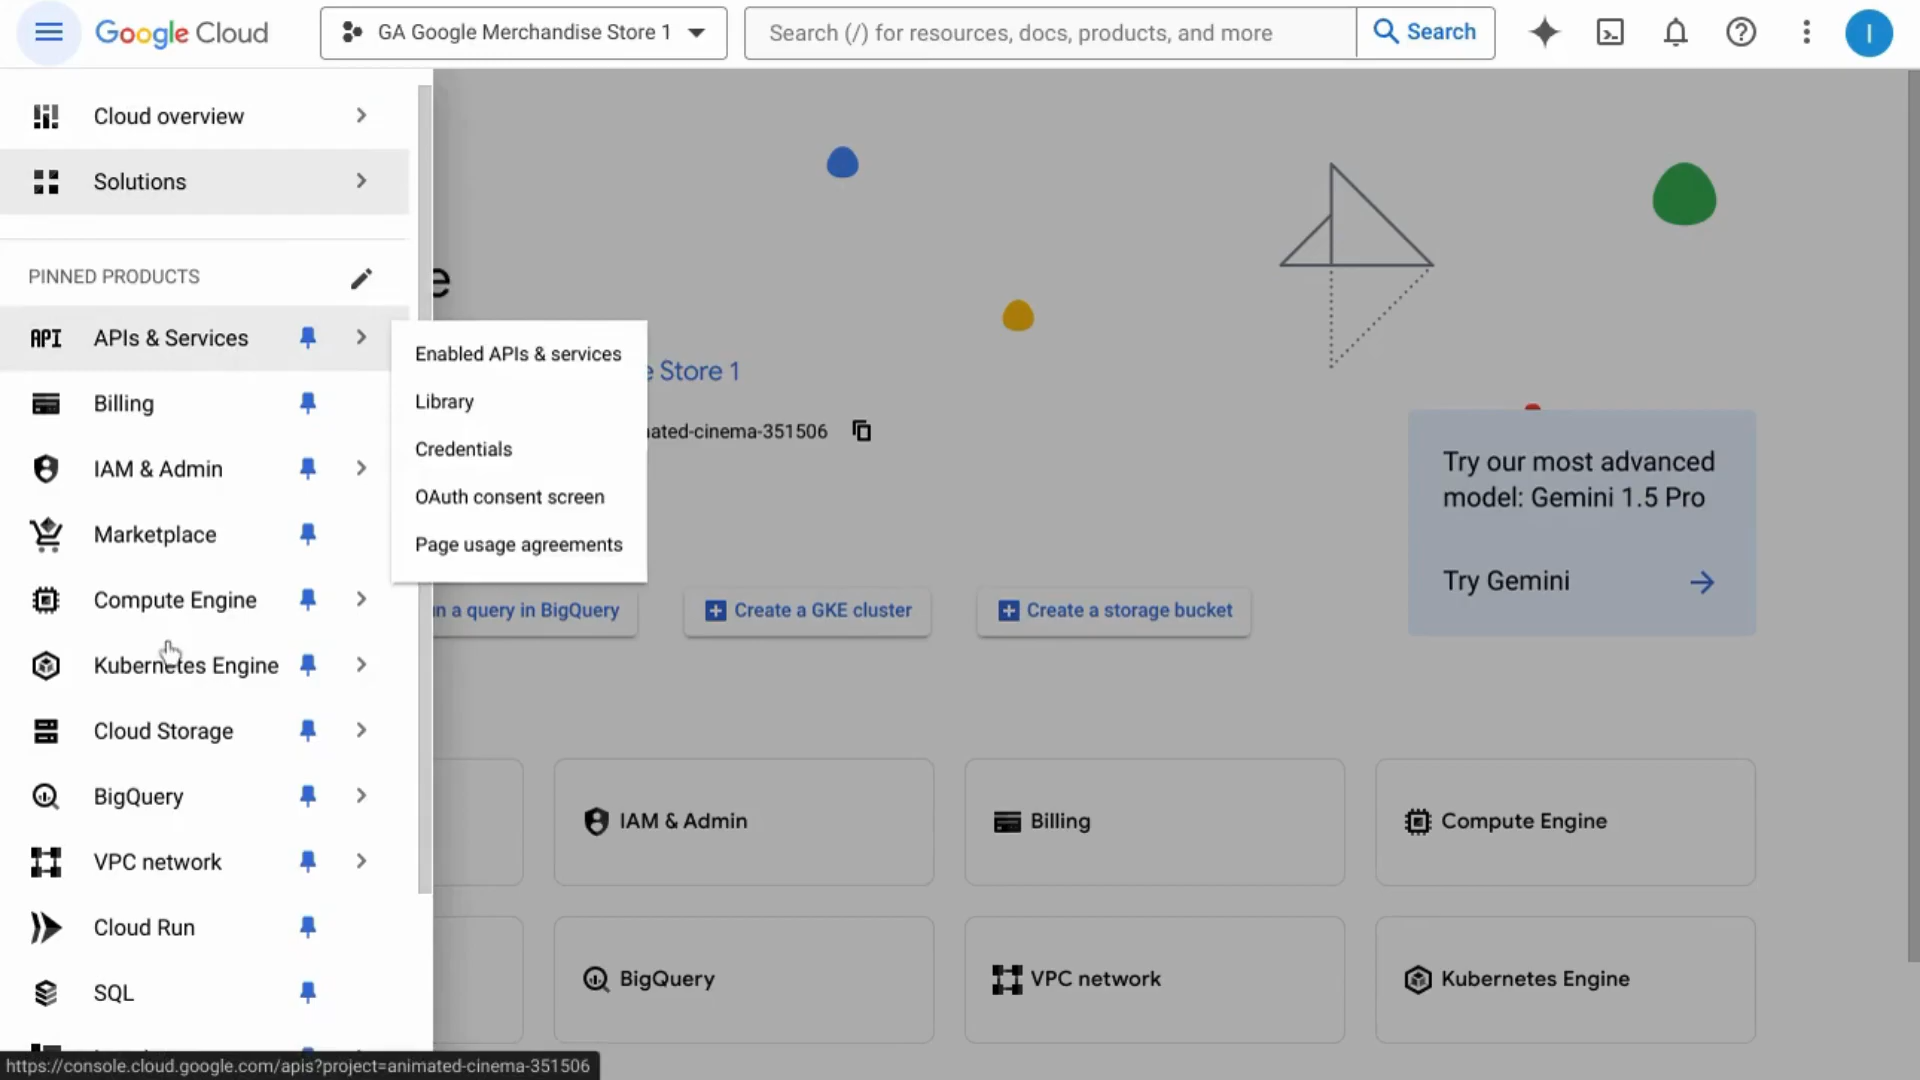 Google Cloud
GA Google Merchandise Store 1
Search (/) for resources, docs, products, and more
Search
I
Cloud overview
Solutions
PINNED PRODUCTS
API APIs & Services
Billing
IAM & Admin
Marketplace
Compute Engine
Kubernetes Engine
Cloud Storage
BigQuery
VPC network
Cloud Run
SQL
Enabled APIs & services
Library
Credentials
OAuth consent screen
Page usage agreements
e
e Store 1
ated-cinema-351506
Try our most advanced
model: Gemini 1.5 Pro
Try Gemini
n a query in BigQuery
Create a GKE cluster
Create a storage bucket
IAM & Admin
Billing
Compute Engine
BigQuery
VPC network
Kubernetes Engine
https://console.cloud.google.com/apis?project=animated-cinema-351506